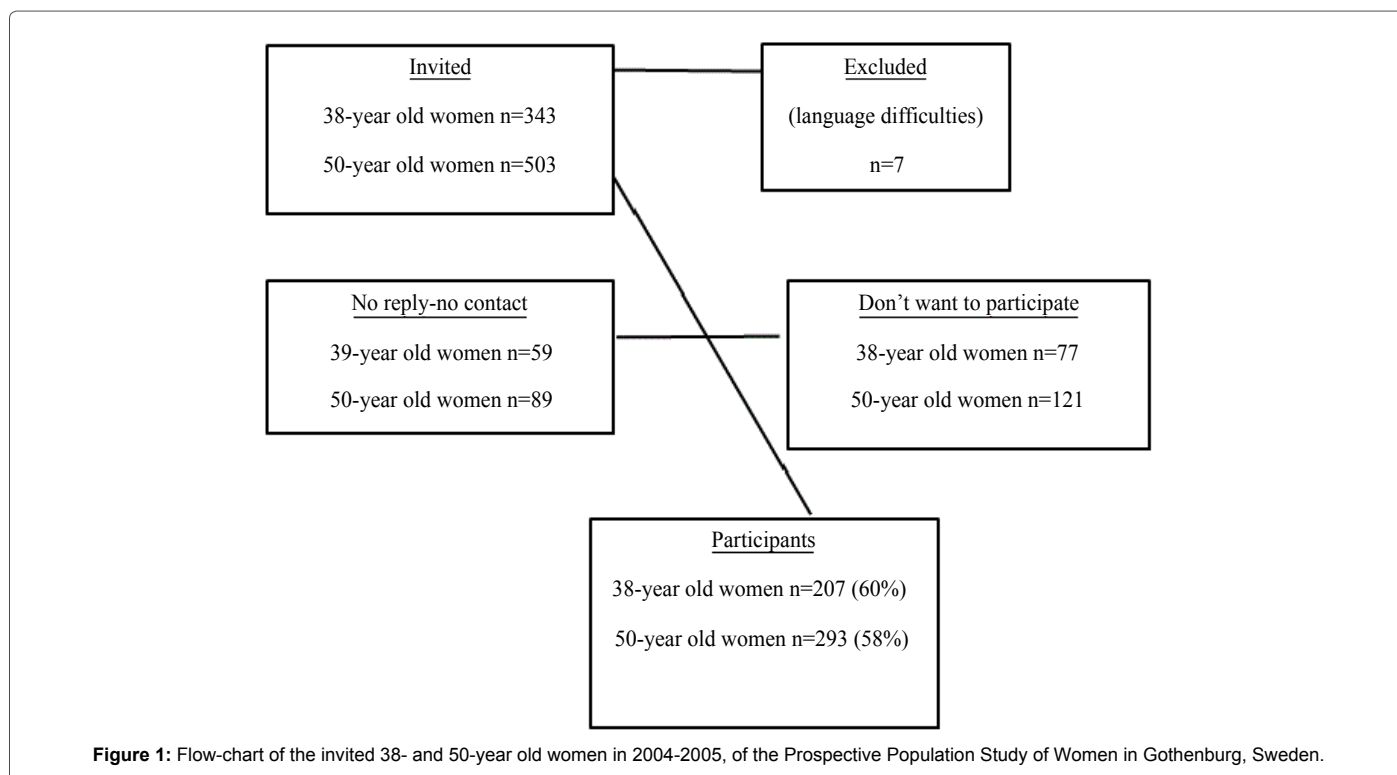 Invited
38-year old women n=343
50-year old women n=503
Excluded
(language difficulties)
n=7
No reply-no contact
39-year old women n=59
50-year old women n=89
Don’t want to participate
38-year old women n=77
50-year old women n=121
Participants
38-year old women n=207 (60%)
50-year old women n=293 (58%)
Figure 1: Flow-chart of the invited 38- and 50-year old women in 2004-2005, of the Prospective Population Study of Women in Gothenburg, Sweden.